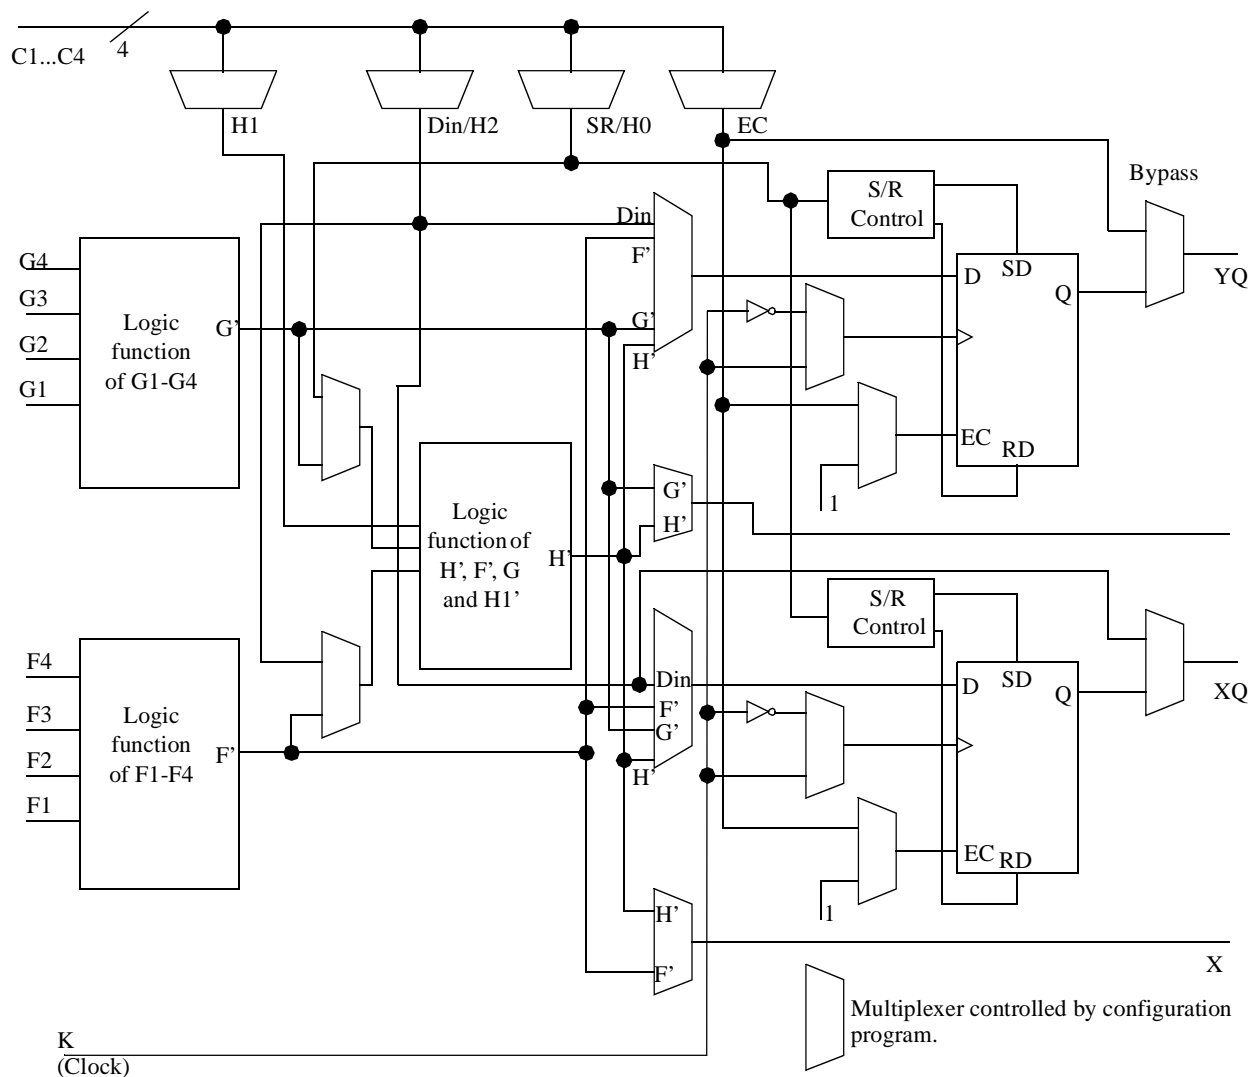 C1...C4
4
H1
Din/H2
SR/H0
EC
Bypass
S/R
Control
Din
F’
G’
H’
D
SD
Q
EC
RD
YQ
1
G4
G3
G2
G1
Logic
function
of G1-G4
G’
Logic
function of
H’, F’, G
and H1’
H’
G’
H’
S/R
Control
Din
F’
G’
H’
D
SD
Q
EC
RD
XQ
1
F4
F3
F2
F1
Logic
function
of F1-F4
F’
H’
F’
X
Multiplexer controlled by configuration
program.
K
(Clock)